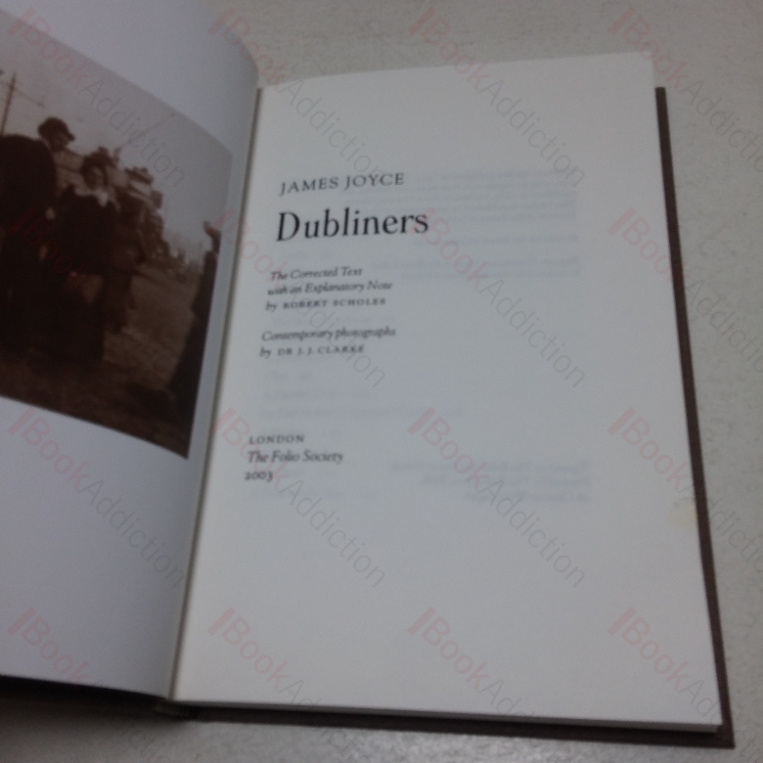 JAMES JOYCE
Dubliners
The Corrected Text
with an Explanatory Note
by ROBERT SCHOLES
Contemporary photographs
by DR J. J. CLARKE
LONDON
The Folio Society
2003
BookAddiction